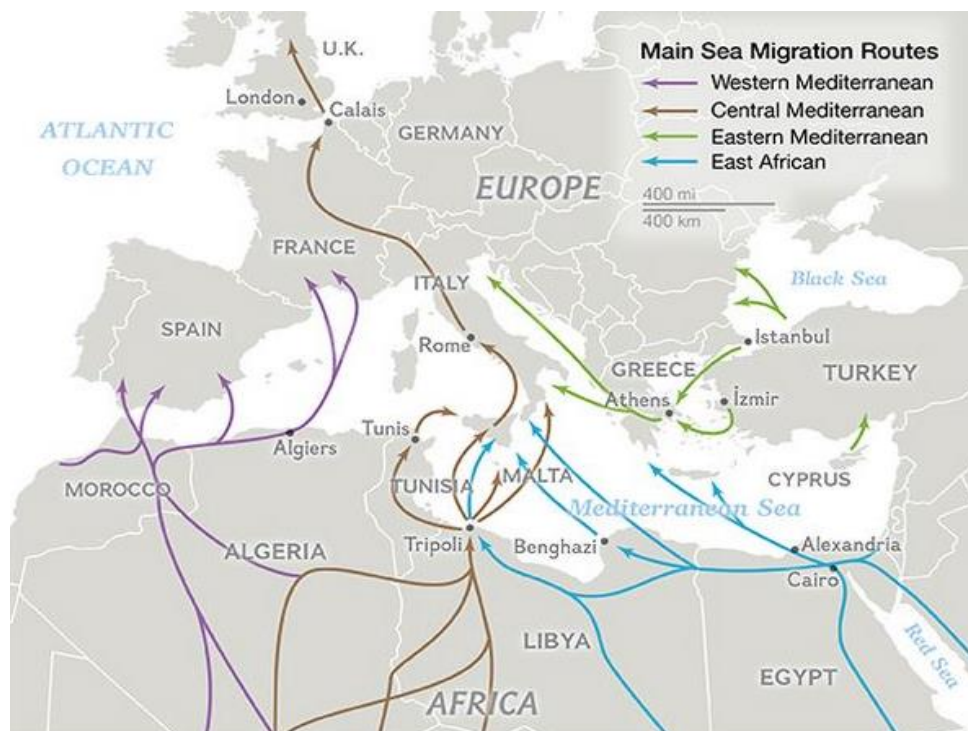 Main Sea Migration Routes
Western Mediterranean
Central Mediterranean
Eastern Mediterranean
East African
400 mi
400 km
U.K.
London
Calais
ATLANTIC
OCEAN
GERMANY
EUROPE
FRANCE
ITALY
Black Sea
SPAIN
Rome
Istanbul
GREECE
TURKEY
Athens
İzmir
Tunis
Algiers
MOROCCO
TUNISIA
MALTA
CYPRUS
Mediterranean Sea
ALGERIA
Tripoli
Benghazi
Alexandria
Cairo
LIBYA
Red Sea
EGYPT
AFRICA